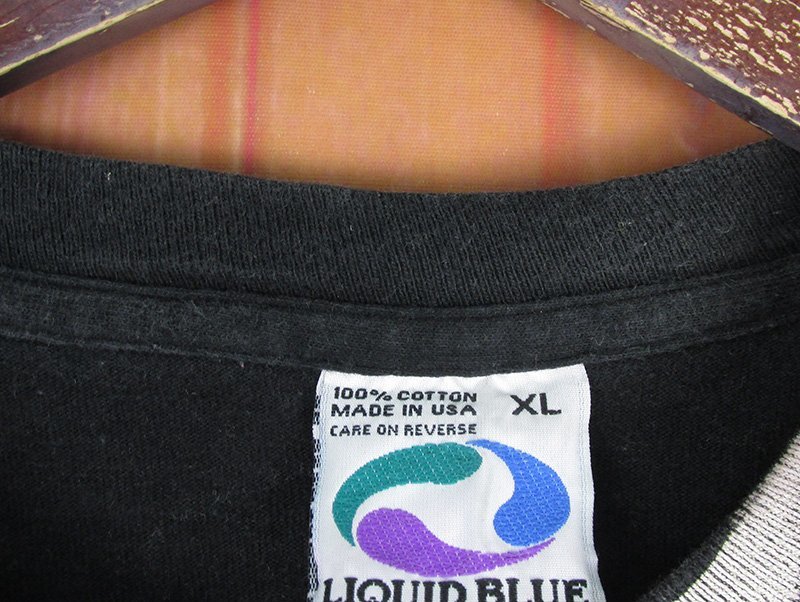 100% COTTON
MADE IN USA
XL
CARE ON REVERSE
LIQUID BLUE